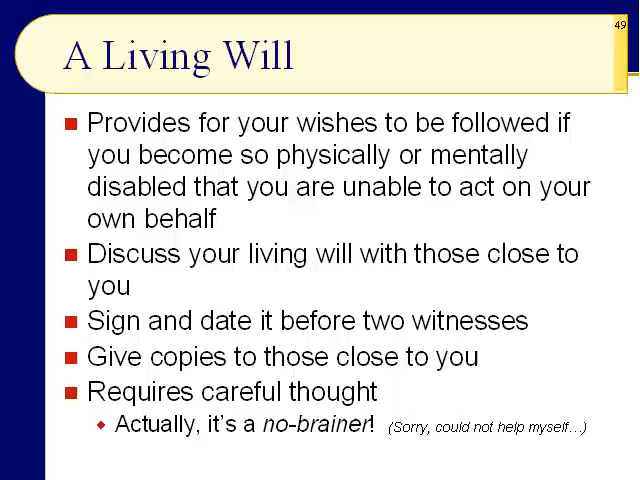 49
A Living Will
Provides for your wishes to be followed if
you become so physically or mentally
disabled that you are unable to act on your
own behalf
Discuss your living will with those close to
you
Sign and date it before two witnesses
Give copies to those close to you
Requires careful thought
Actually, it's a no-brainer! (Sorry, could not help myself…)